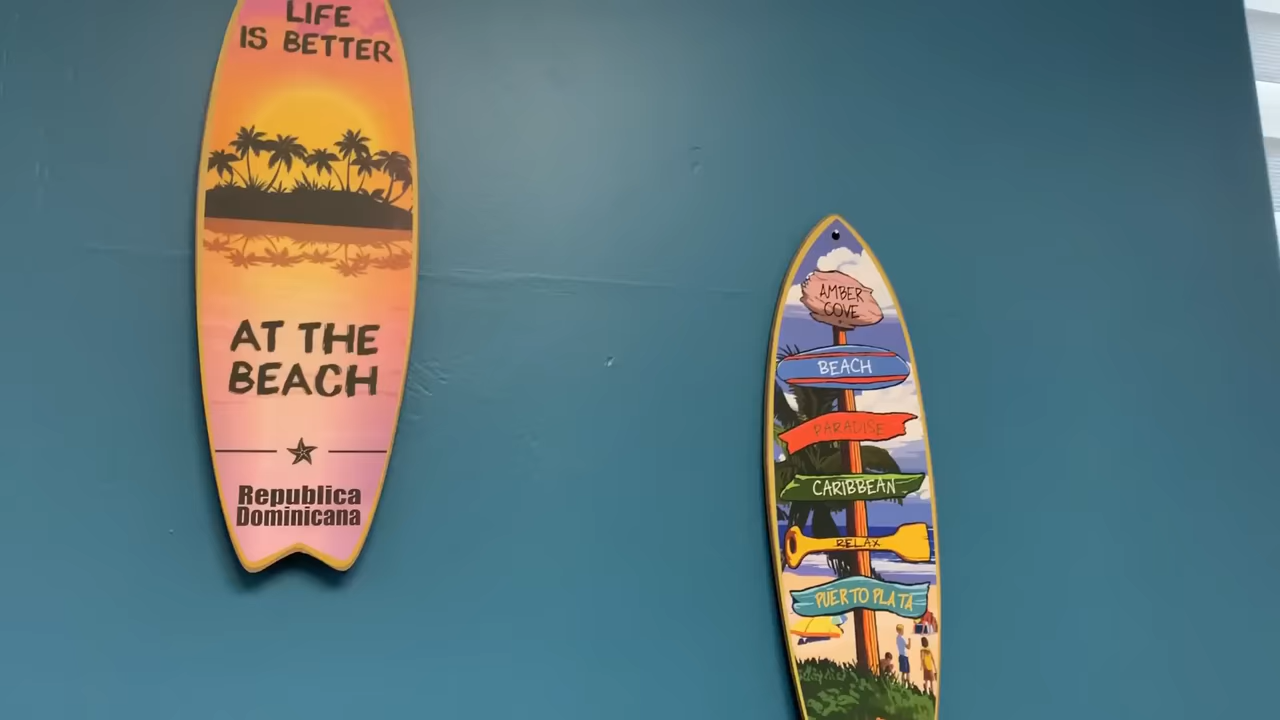 LIFE
IS BETTER
AT THE
BEACH
Republica
Dominicana
AMBER
COVE
BEACH
PARADISE
CARIBBEAN
RELAX
PUERTO PLATA